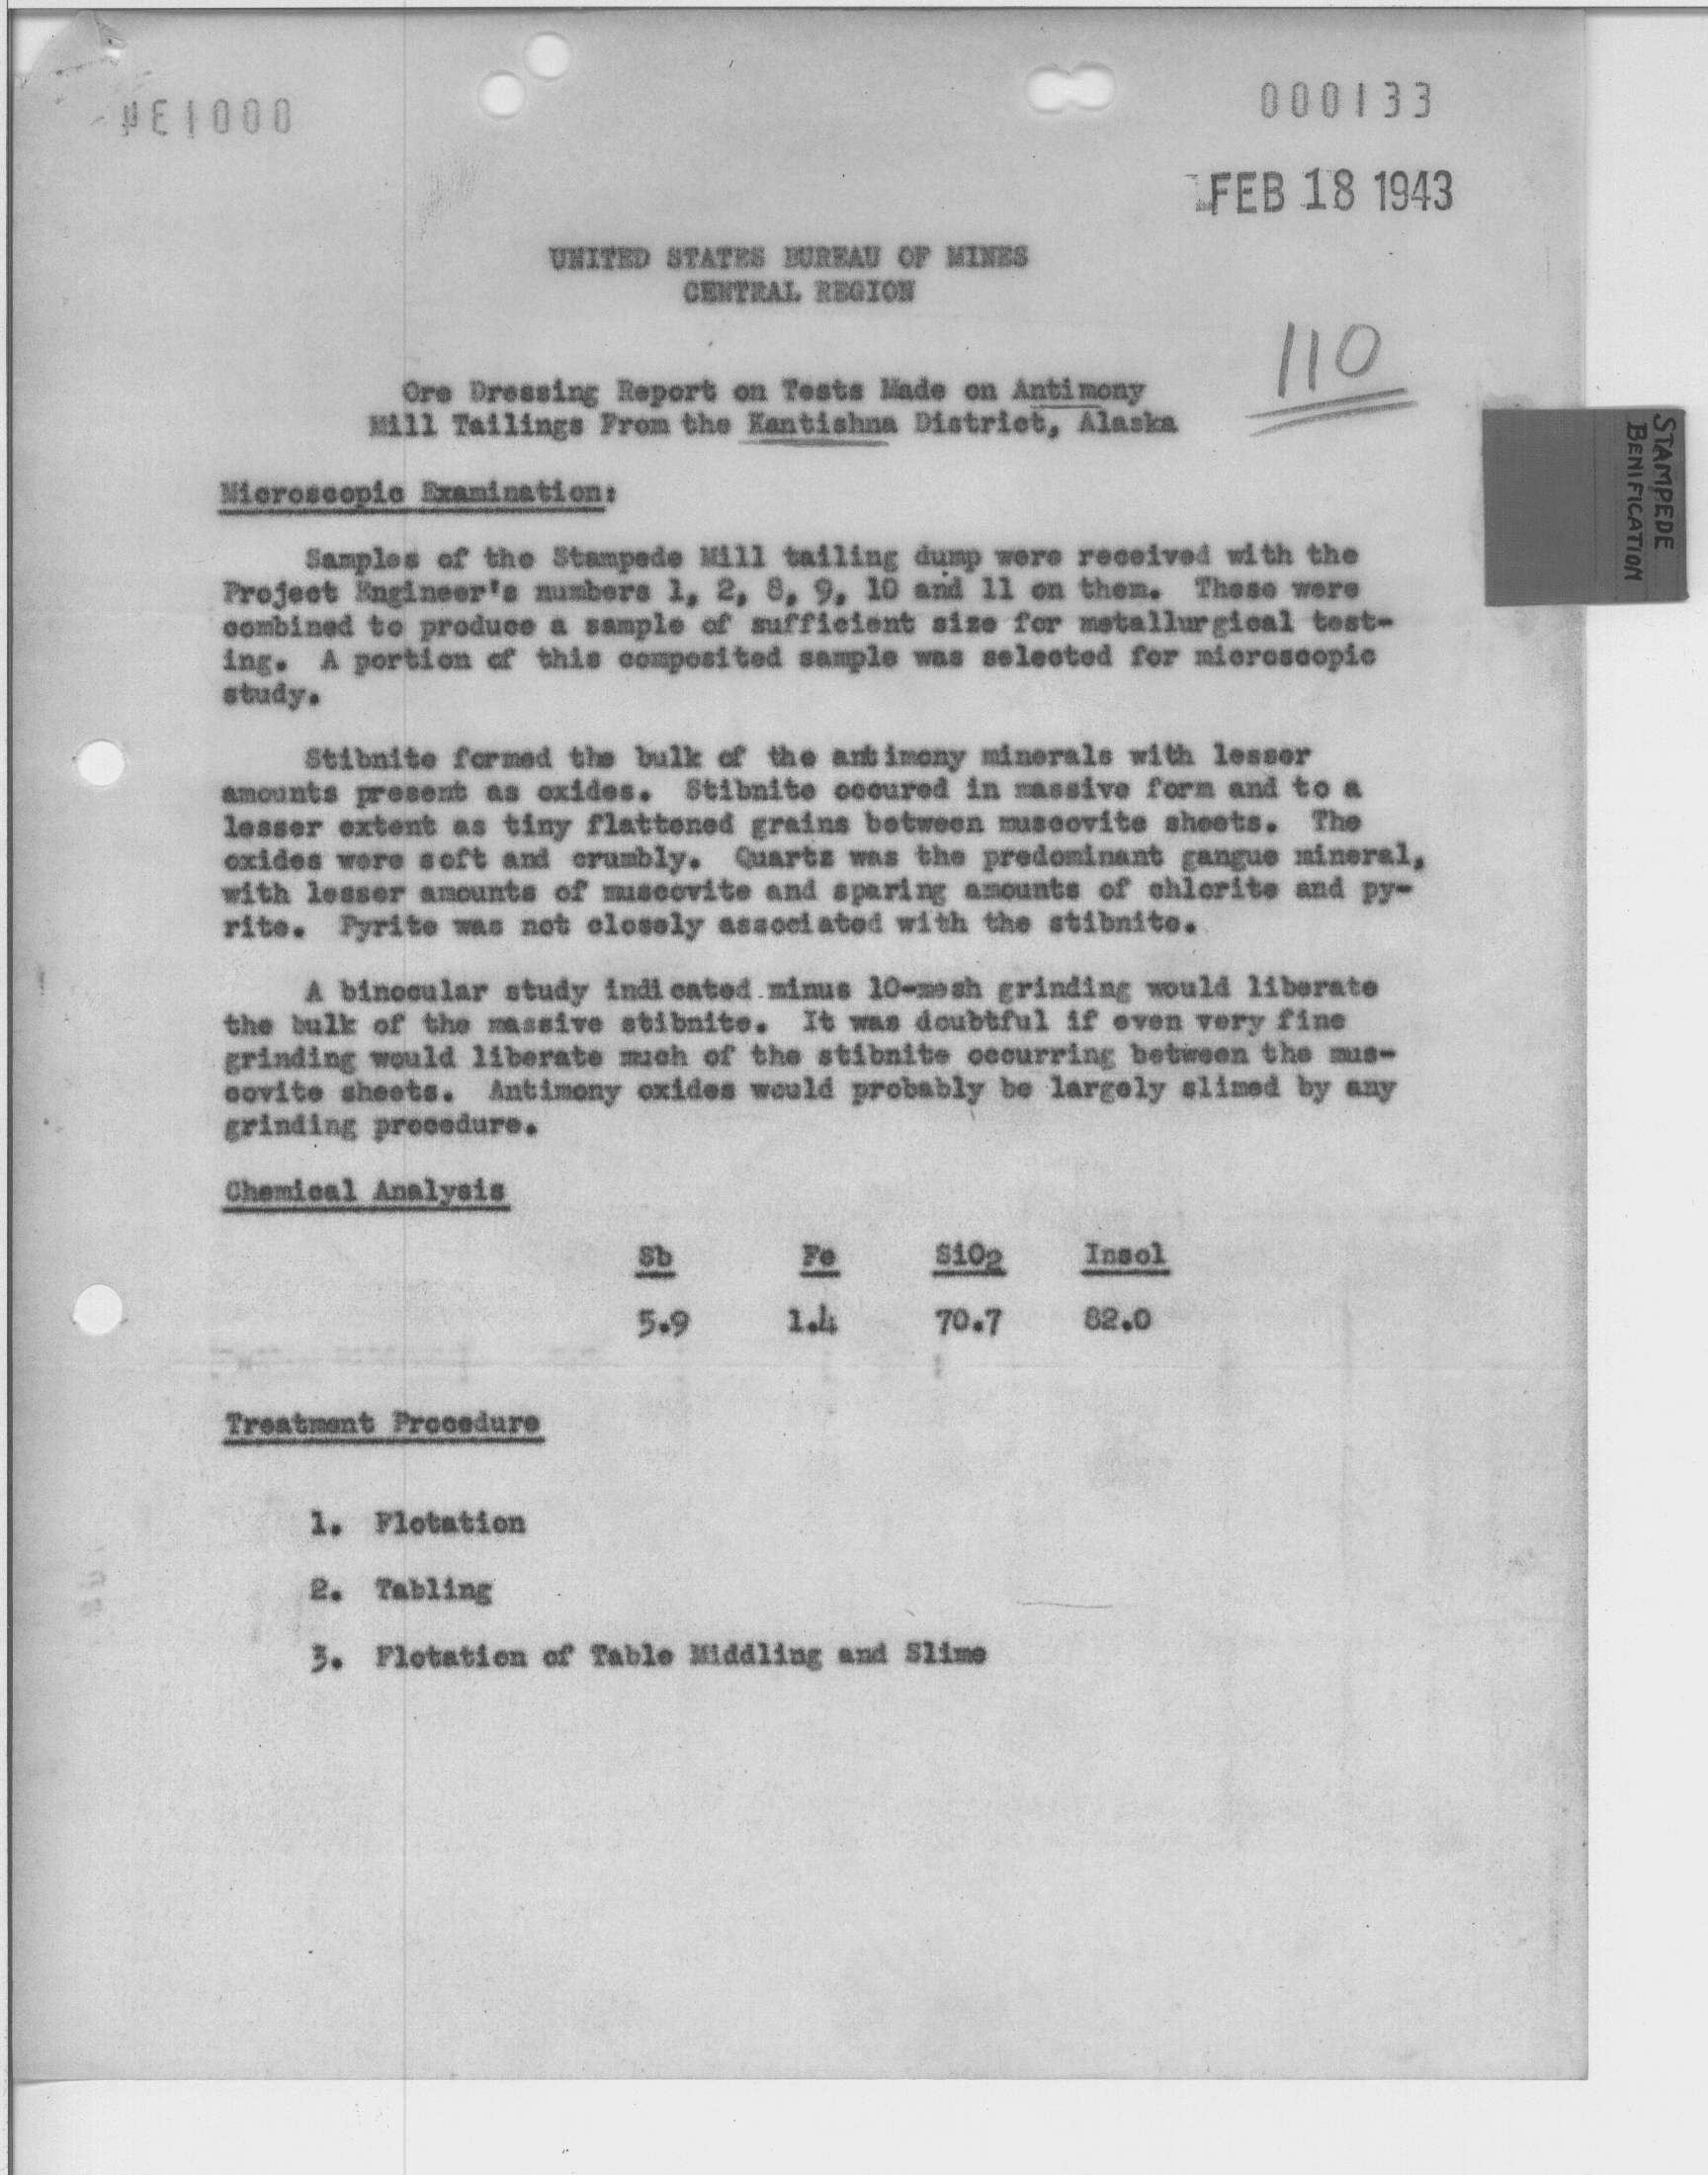 000133
FEB 18 1943
UNITED STATES BUREAU OF MINES
CENTRAL REGION
110
Ore Dressing Report on Tests Made on Antimony
Mill Tailings From the Kantishna District, Alaska
STAMPEDE
BENIFICATION
Microscopic Examination:
Samples of the Stampede Mill tailing dump were received with the
Project Engineer's numbers 1, 2, 8, 9, 10 and 11 on them. These were
combined to produce a sample of sufficient size for metallurgical test-
ing. A portion of this composited sample was selected for microscopic
study.
Stibnite formed the bulk of the antimony minerals with lesser
amounts present as oxides. Stibnite occured in massive form and to a
lesser extent as tiny flattened grains between muscovite sheets. The
oxides were soft and crumbly. Quartz was the predominant gangue mineral,
with lesser amounts of muscovite and sparing amounts of chlorite and py-
rite. Pyrite was not closely associated with the stibnite.
A binocular study indicated minus 10-mesh grinding would liberate
the bulk of the massive stibnite. It was doubtful if even very fine
grinding would liberate much of the stibnite occurring between the mus-
covite sheets. Antimony oxides would probably be largely slimed by any
grinding procedure.
Chemical Analysis
Sb Fe SiO2 Insol
5.9 1.4 70.7 82.0
Treatment Procedure
1. Flotation
2. Tabling
3. Flotation of Table Middling and Slime